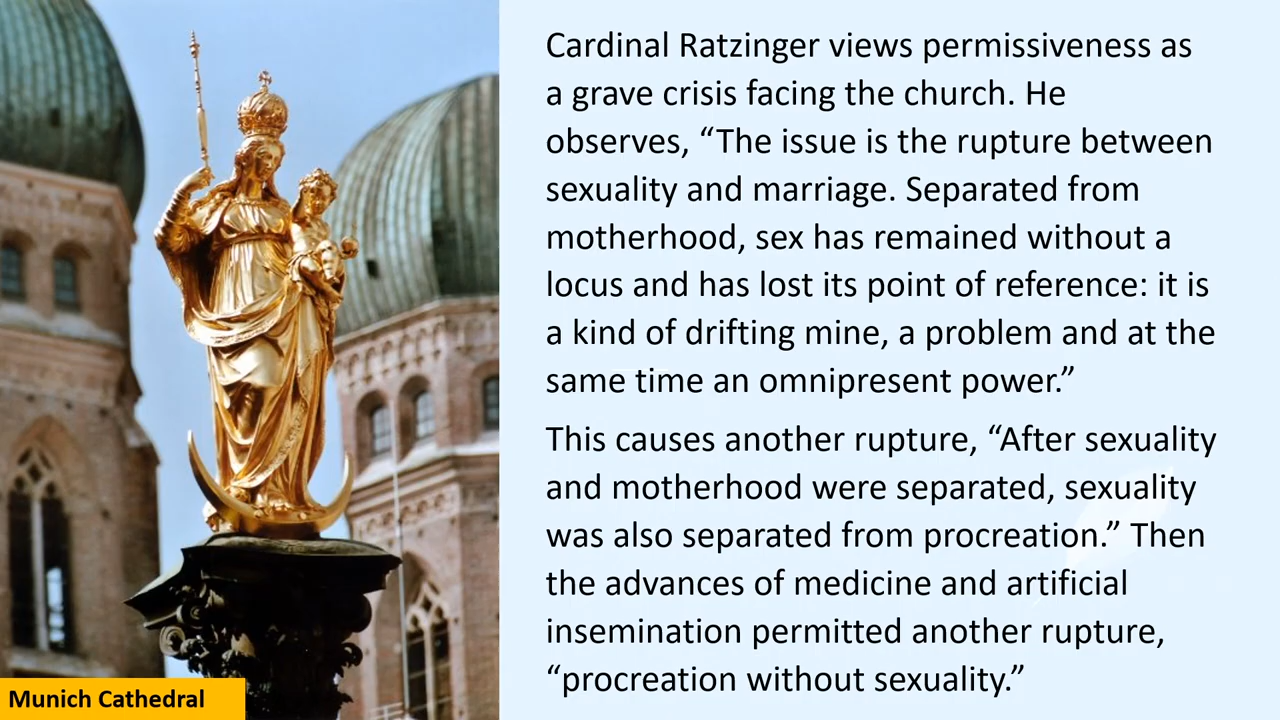 Cardinal Ratzinger views permissiveness as
a grave crisis facing the church. He
observes, “The issue is the rupture between
sexuality and marriage. Separated from
motherhood, sex has remained without a
locus and has lost its point of reference: it is
a kind of drifting mine, a problem and at the
same time an omnipresent power.”
This causes another rupture, “After sexuality
and motherhood were separated, sexuality
was also separated from procreation.” Then
the advances of medicine and artificial
insemination permitted another rupture,
“procreation without sexuality.”
Munich Cathedral